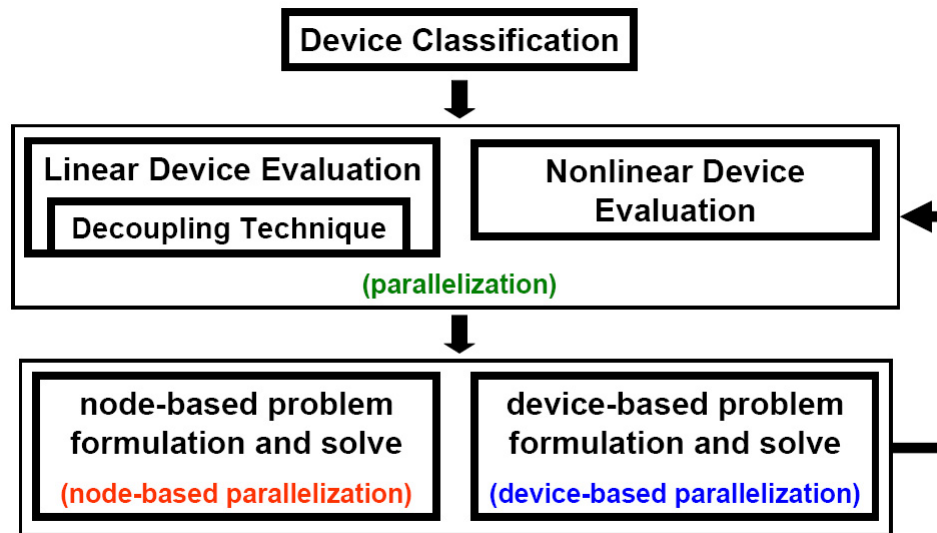 Device Classification
Linear Device Evaluation
Decoupling Technique
Nonlinear Device
Evaluation
(parallelization)
node-based problem
formulation and solve
(node-based parallelization)
device-based problem
formulation and solve
(device-based parallelization)